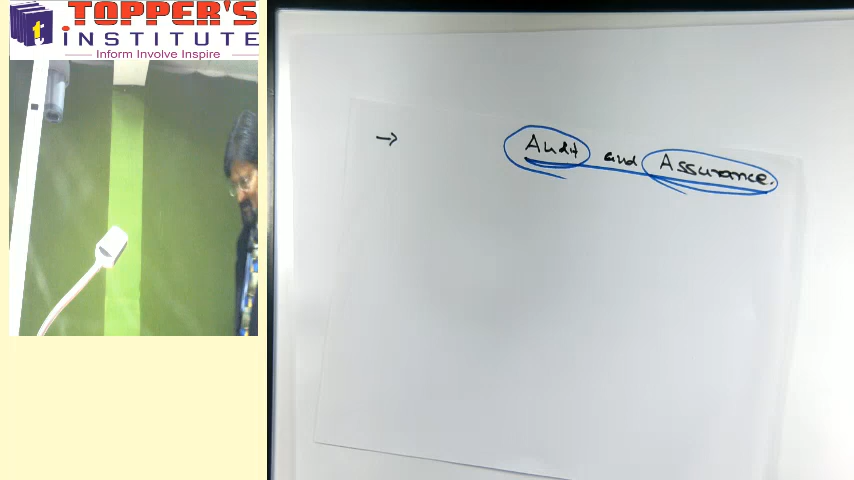 TOPPER'S
t INSTITUTE
Inform Involve Inspire
→ Audit and Assurance.